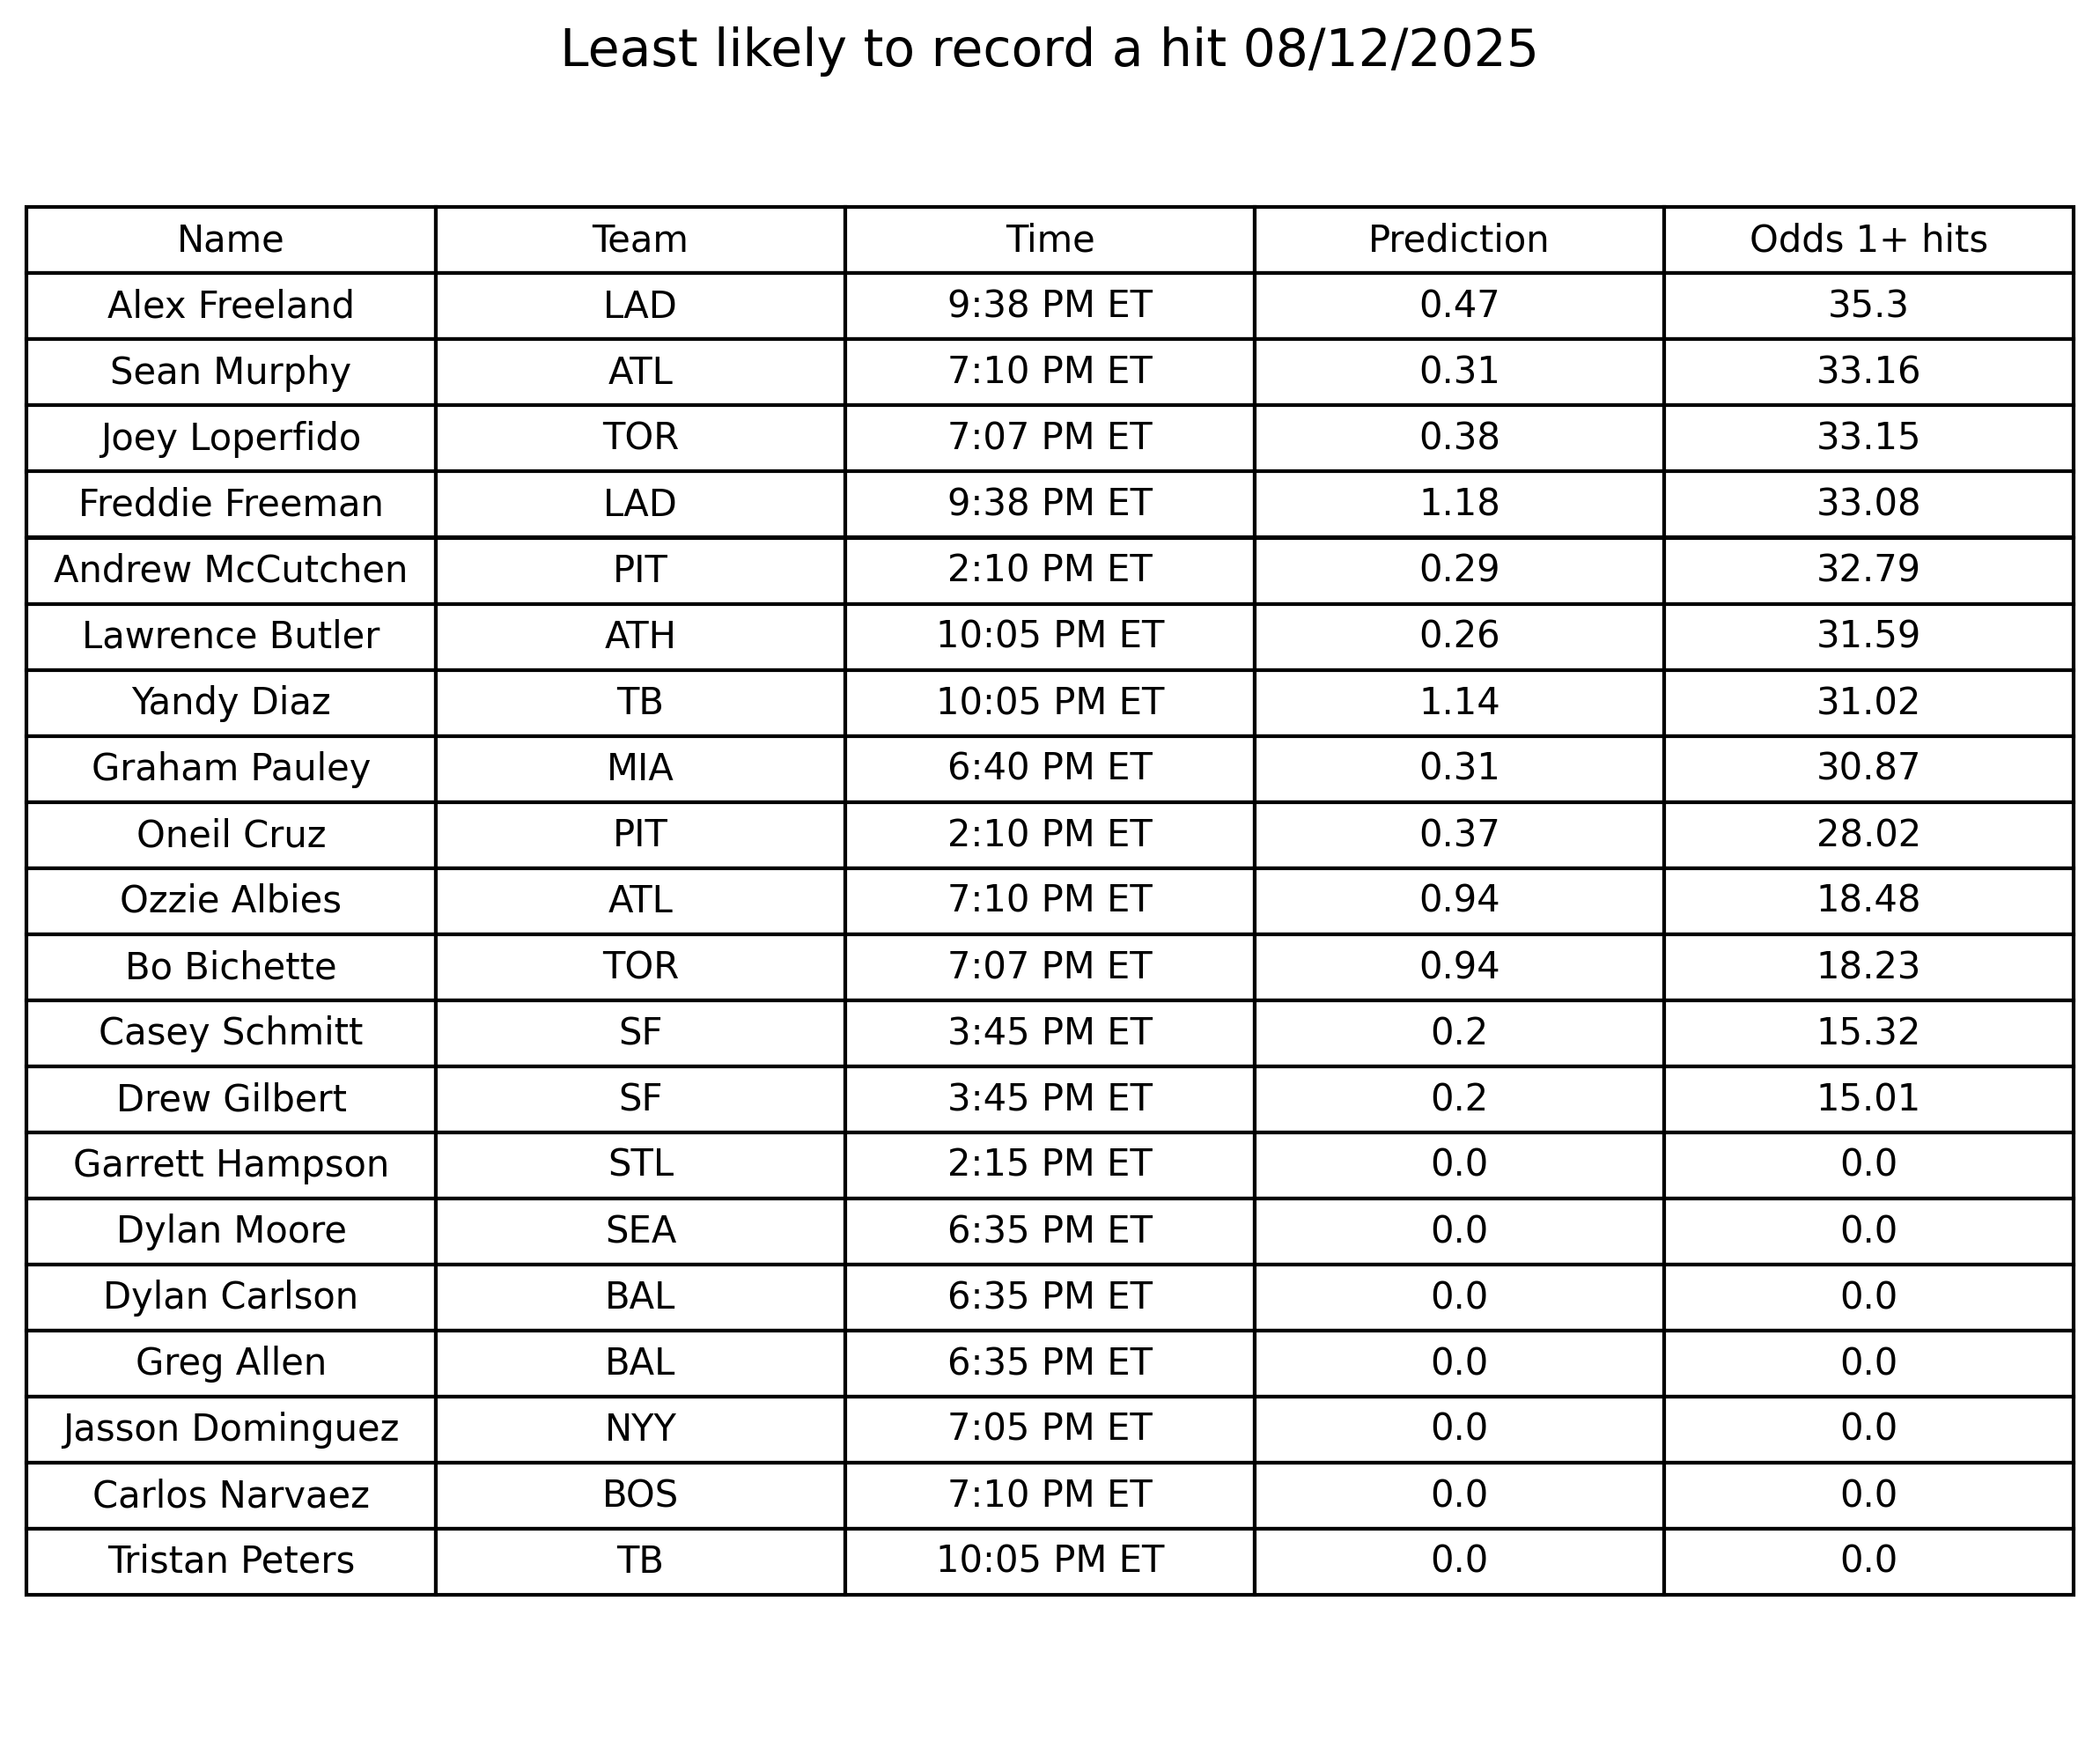 Least likely to record a hit 08/12/2025
Name Team Time Prediction Odds 1+ hits
Alex Freeland LAD 9:38 PM ET 0.47 35.3
Sean Murphy ATL 7:10 PM ET 0.31 33.16
Joey Loperfido TOR 7:07 PM ET 0.38 33.15
Freddie Freeman LAD 9:38 PM ET 1.18 33.08
Andrew McCutchen PIT 2:10 PM ET 0.29 32.79
Lawrence Butler ATH 10:05 PM ET 0.26 31.59
Yandy Diaz TB 10:05 PM ET 1.14 31.02
Graham Pauley MIA 6:40 PM ET 0.31 30.87
Oneil Cruz PIT 2:10 PM ET 0.37 28.02
Ozzie Albies ATL 7:10 PM ET 0.94 18.48
Bo Bichette TOR 7:07 PM ET 0.94 18.23
Casey Schmitt SF 3:45 PM ET 0.2 15.32
Drew Gilbert SF 3:45 PM ET 0.2 15.01
Garrett Hampson STL 2:15 PM ET 0.0 0.0
Dylan Moore SEA 6:35 PM ET 0.0 0.0
Dylan Carlson BAL 6:35 PM ET 0.0 0.0
Greg Allen BAL 6:35 PM ET 0.0 0.0
Jasson Dominguez NYY 7:05 PM ET 0.0 0.0
Carlos Narvaez BOS 7:10 PM ET 0.0 0.0
Tristan Peters TB 10:05 PM ET 0.0 0.0